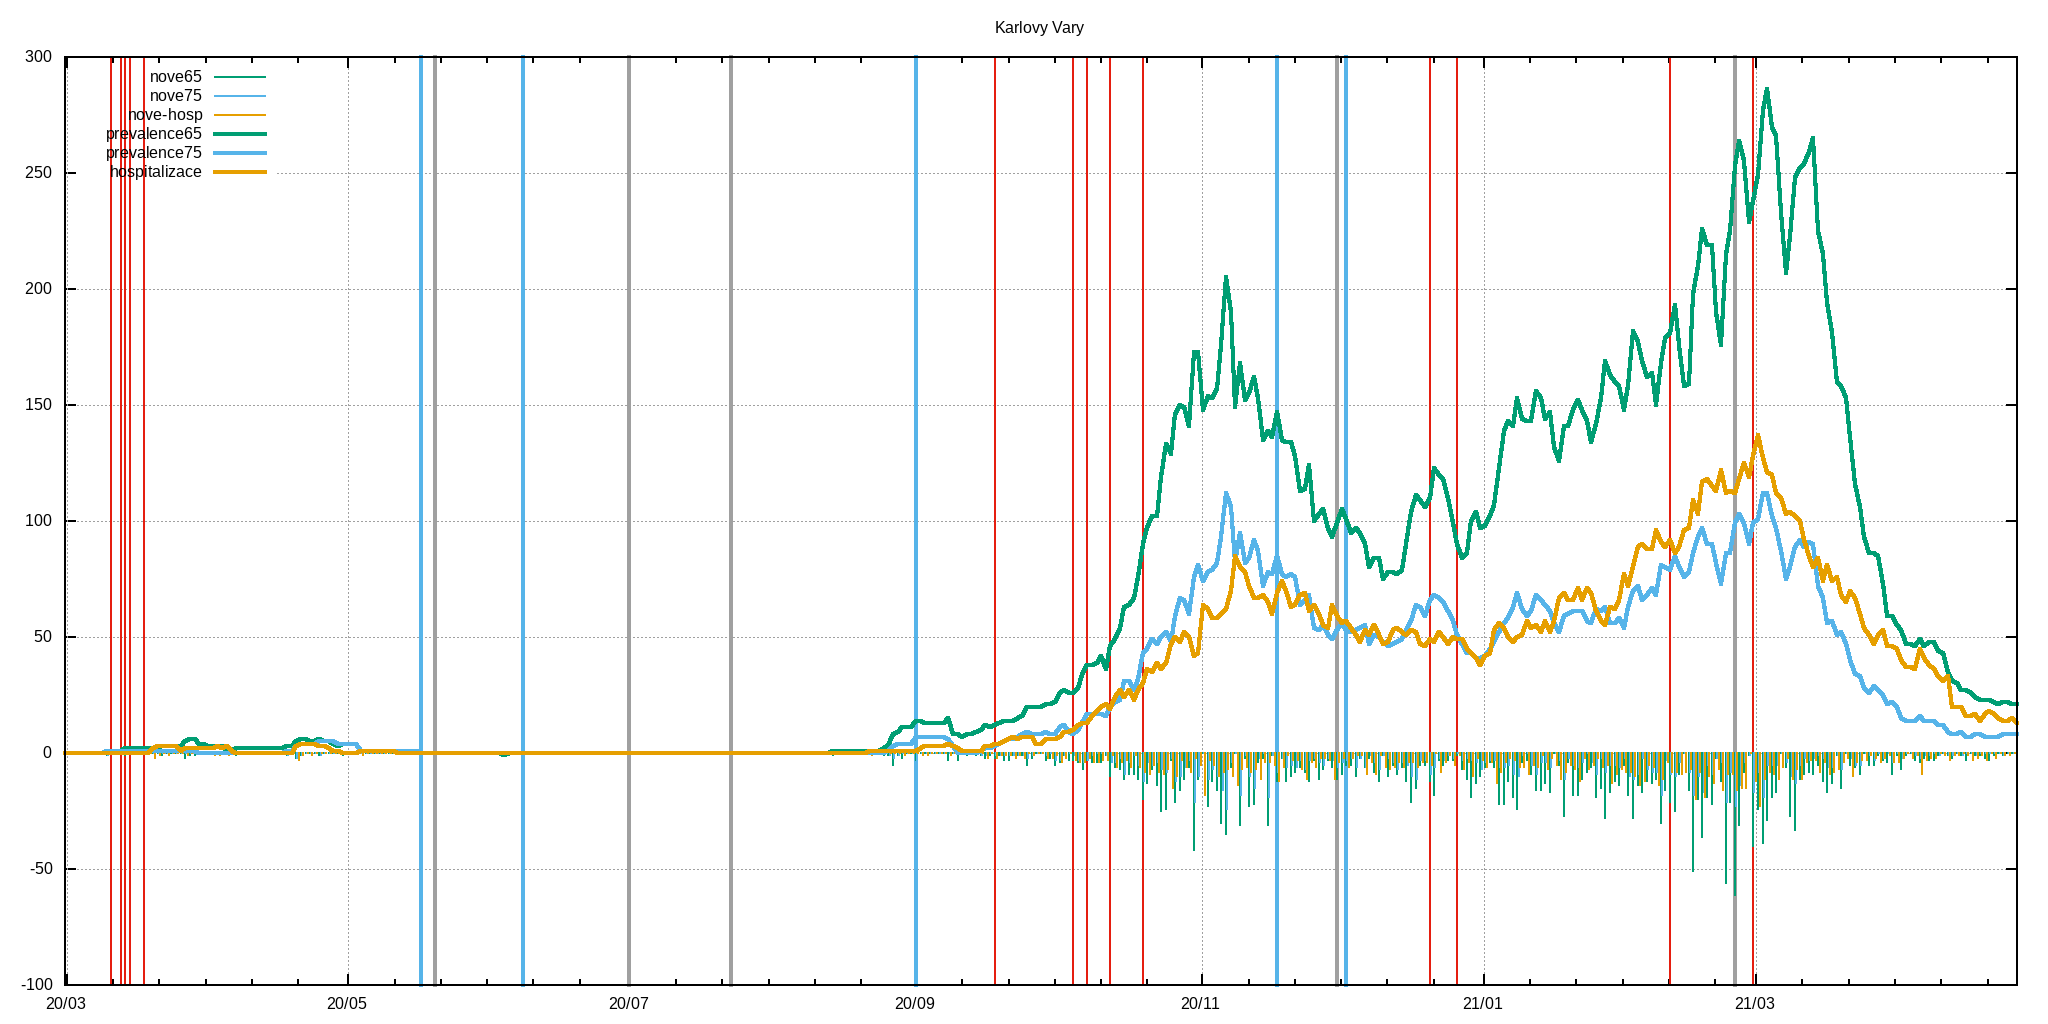 Karlovy Vary
300
250
200
150
100
50
0
-50
-100
nove65
nove75
nove-hosp
prevalence65
prevalence75
hospitalizace
20/03
20/05
20/07
20/09
20/11
21/01
21/03